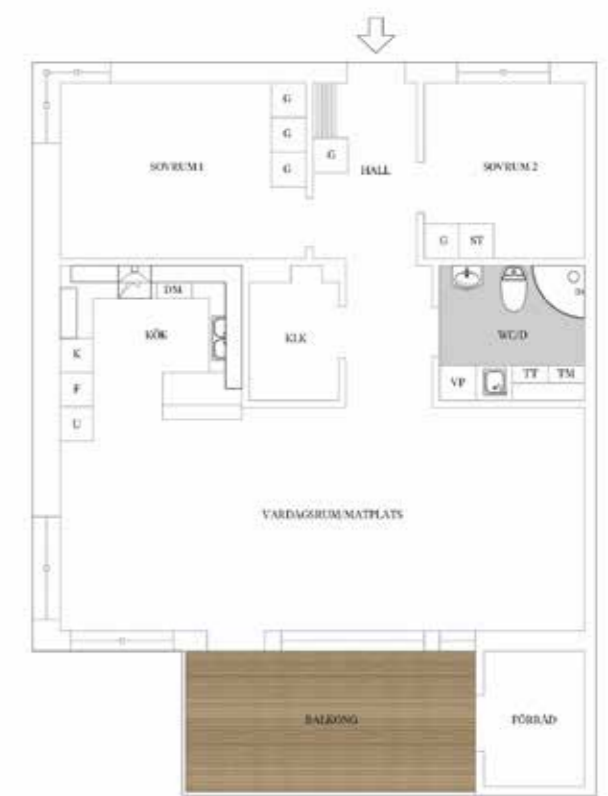 G
G
G
G
SOVRUM 1
HALL
SOVRUM 2
G ST
DM
KÖK
KLK
WC/D
K
F
U
VP
TT TM
VARDAGSRUM/MATPLATS
BALKONG
FÖRRÅD